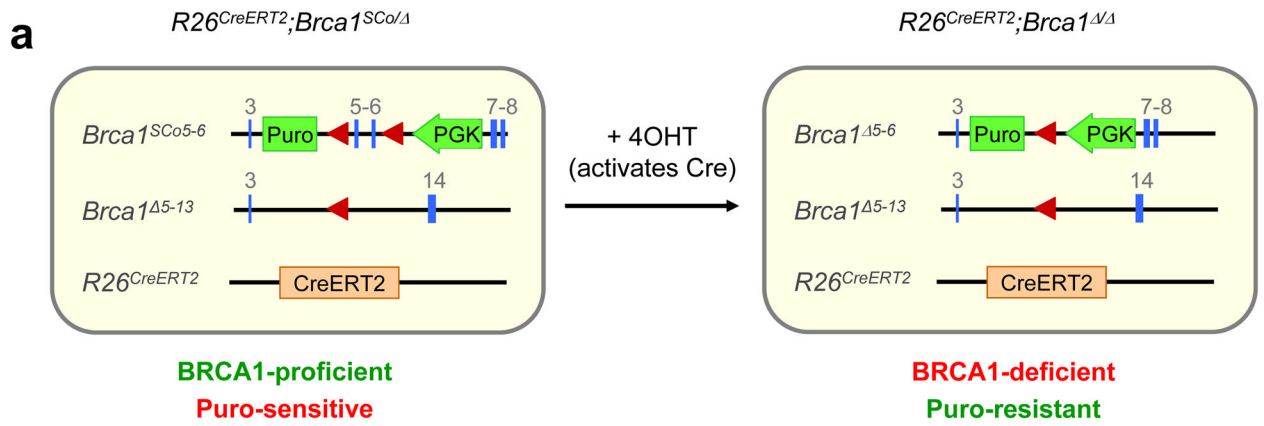 a
R26CreERT2;Brca1SCo/Δ
R26CreERT2;Brca1Δ/Δ
3 5-6 7-8
Brca1SCo5-6 Puro PGK
3 14
Brca1Δ5-13
R26CreERT2 CreERT2
+ 4OHT
(activates Cre)
3 7-8
Brca1Δ5-6 Puro PGK
3 14
Brca1Δ5-13
R26CreERT2 CreERT2
BRCA1-proficient
Puro-sensitive
BRCA1-deficient
Puro-resistant